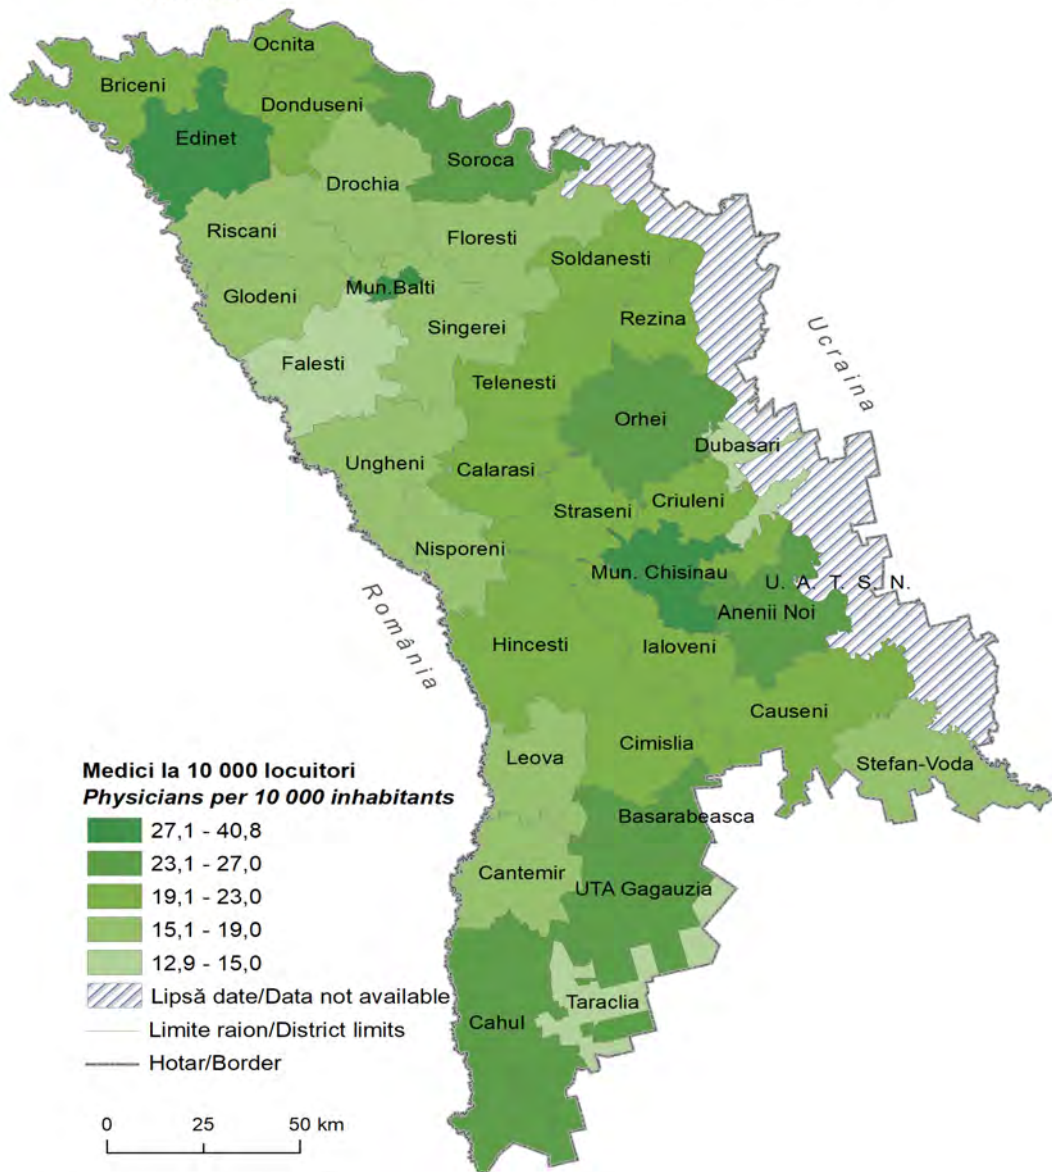 Ocnita
Briceni
Donduseni
Edinet
Soroca
Drochia
Riscani
Floresti
Soldanesti
Glodeni
Mun.Balti
Rezina
Singerei
Ucraina
Falesti
Telenesti
Orhei
Dubasari
Ungheni
Calarasi
Criuleni
Straseni
Nisporeni
Mun. Chisinau
U. A. T. S. N.
Anenii Noi
România
Hincesti
Ialoveni
Causeni
Cimislia
Leova
Stefan-Voda
Basarabeasca
Cantemir
UTA Gagauzia
Taraclia
Cahul
Medici la 10 000 locuitori
Physicians per 10 000 inhabitants
27,1 - 40,8
23,1 - 27,0
19,1 - 23,0
15,1 - 19,0
12,9 - 15,0
Lipsă date/Data not available
Limite raion/District limits
Hotar/Border
0 25 50 km